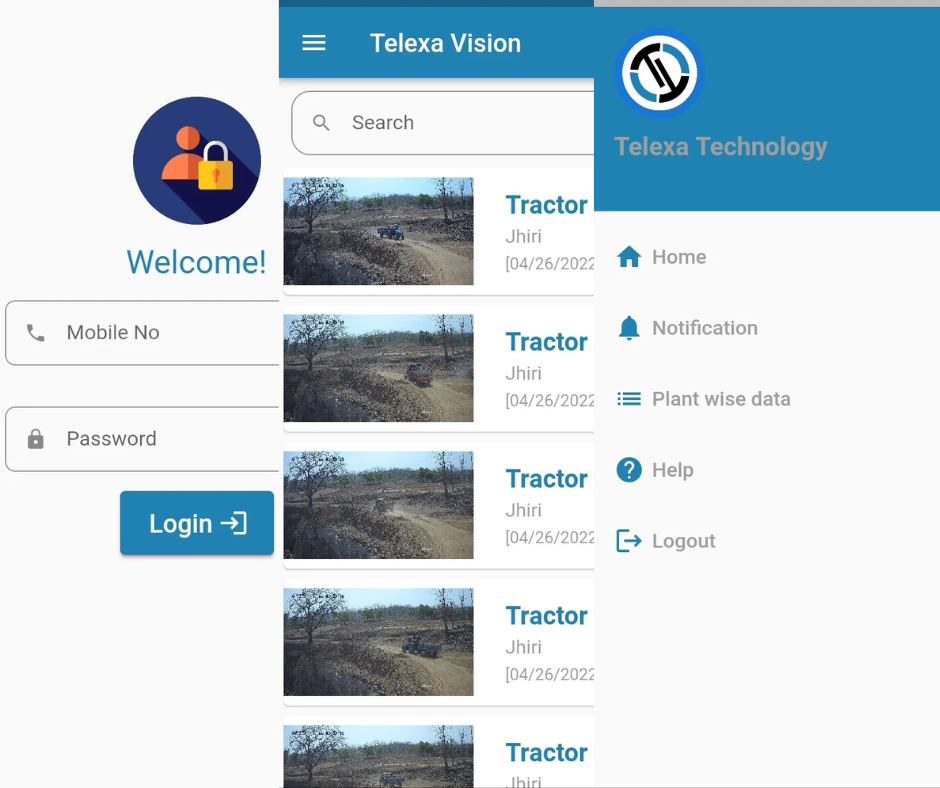 Welcome!
Mobile No
Password
Login
Telexa Vision
Search
Tractor
Jhiri
[04/26/2022
Tractor
Jhiri
[04/26/2022
Tractor
Jhiri
[04/26/2022
Tractor
Jhiri
[04/26/2022
Tractor
Jhiri
Telexa Technology
Home
Notification
Plant wise data
Help
Logout